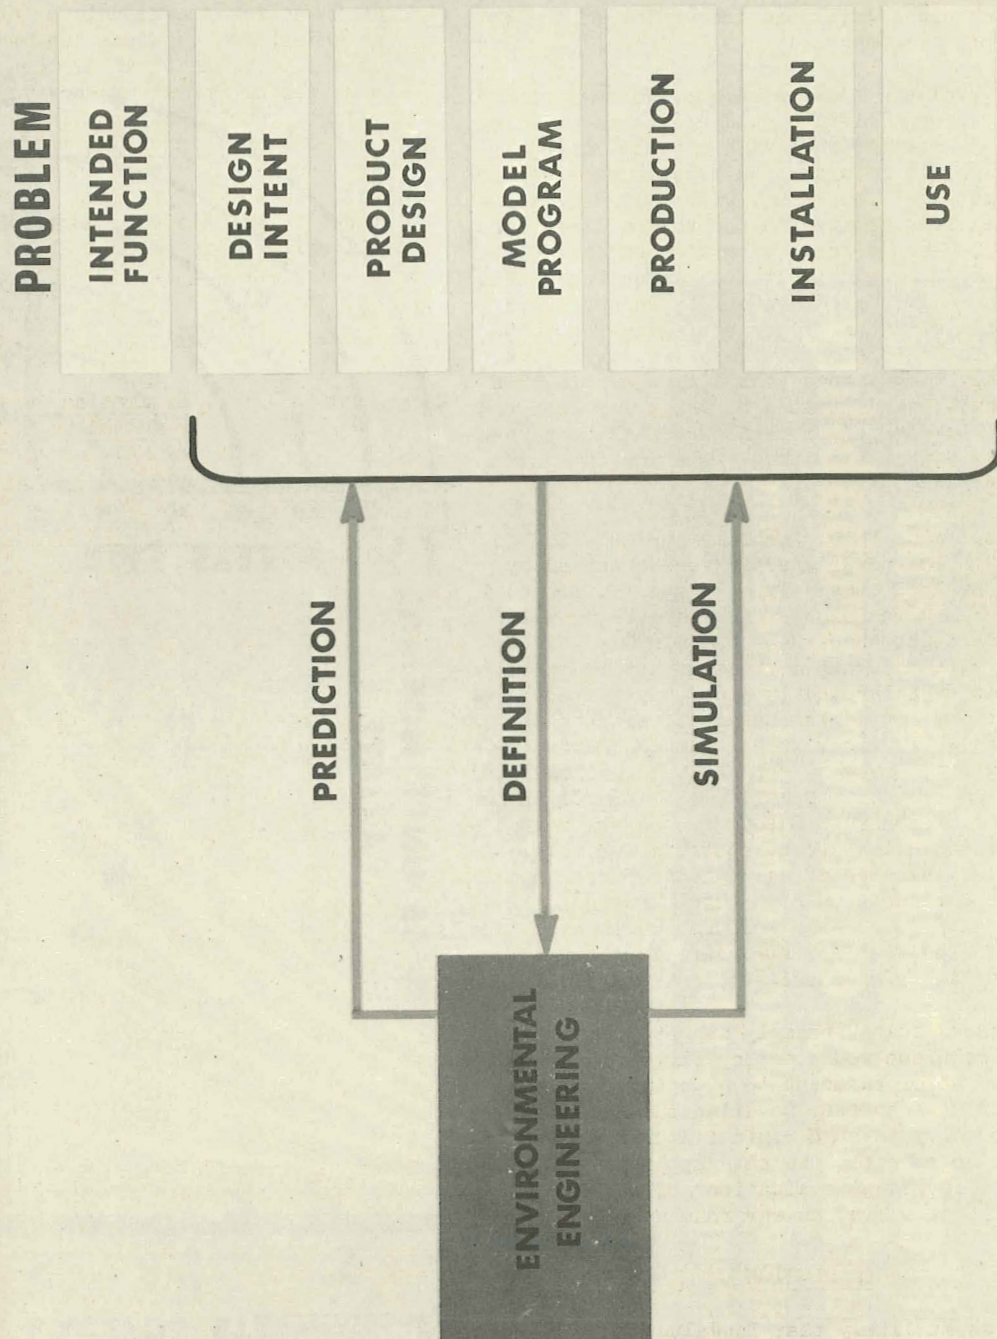 PROBLEM
INTENDED
FUNCTION
DESIGN
INTENT
PRODUCT
DESIGN
MODEL
PROGRAM
PRODUCTION
INSTALLATION
USE
PREDICTION
DEFINITION
SIMULATION
ENVIRONMENTAL
ENGINEERING